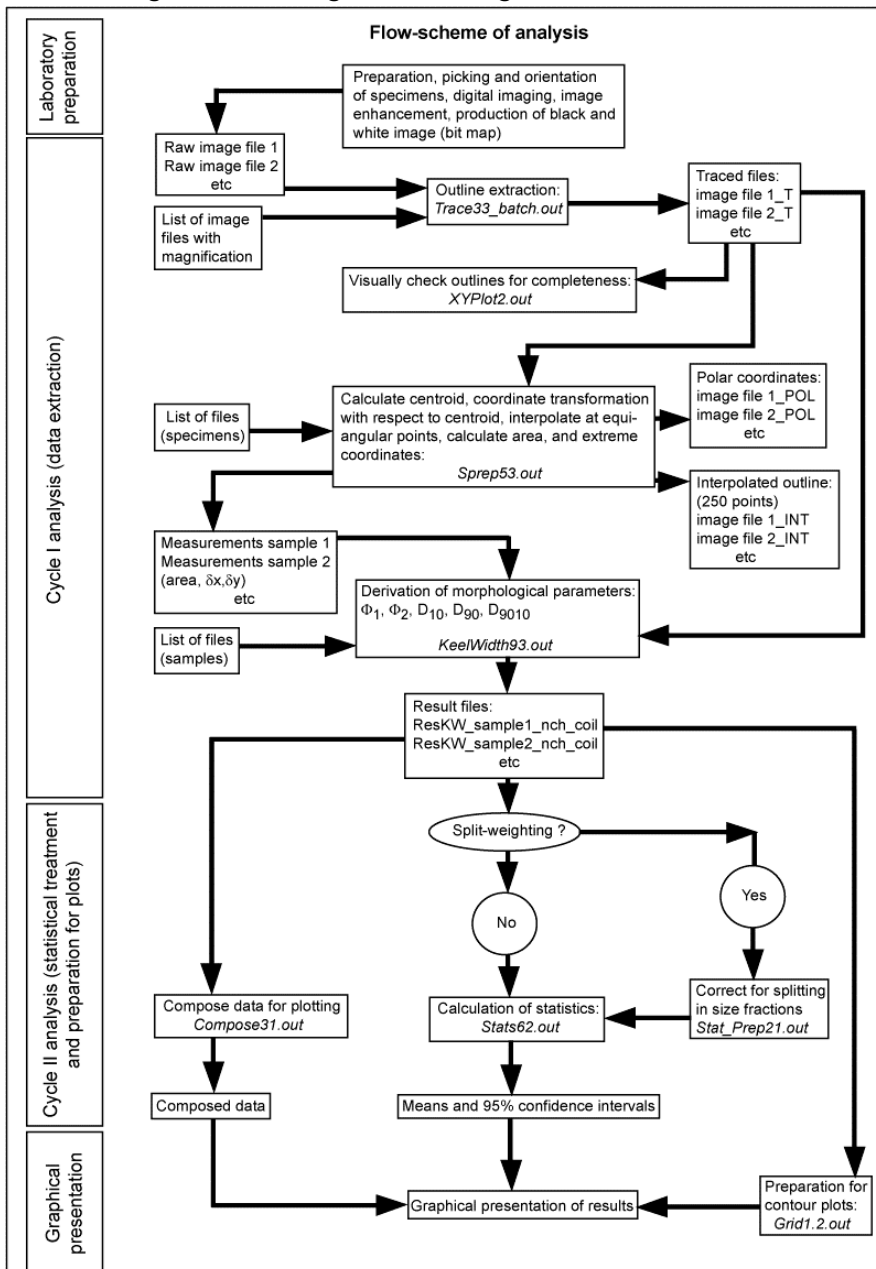 Flow-scheme of analysis
Laboratory
preparation
Preparation, picking and orientation
of specimens, digital imaging, image
enhancement, production of black and
white image (bit map)
Cycle I analysis (data extraction)
Raw image file 1
Raw image file 2
etc
List of image
files with
magnification
Outline extraction:
Trace33_batch.out
Traced files:
image file 1_T
image file 2_T
etc
Visually check outlines for completeness:
XYPlot2.out
List of files
(specimens)
Calculate centroid, coordinate transformation
with respect to centroid, interpolate at equi-
angular points, calculate area, and extreme
coordinates:
Sprep53.out
Polar coordinates:
image file 1_POL
image file 2_POL
etc
Interpolated outline:
(250 points)
image file 1_INT
image file 2_INT
etc
Measurements sample 1
Measurements sample 2
(area, δx,δy)
etc
List of files
(samples)
Derivation of morphological parameters:
Φ1, Φ2, D10, D90, D9010
KeelWidth93.out
Result files:
ResKW_sample1_nch_coil
ResKW_sample2_nch_coil
etc
Cycle II analysis (statistical treatment
and preparation for plots)
Split-weighting ?
No
Yes
Compose data for plotting
Compose31.out
Calculation of statistics:
Stats62.out
Correct for splitting
in size fractions
Stat_Prep21.out
Composed data
Means and 95% confidence intervals
Graphical
presentation
Graphical presentation of results
Preparation for
contour plots:
Grid1.2.out